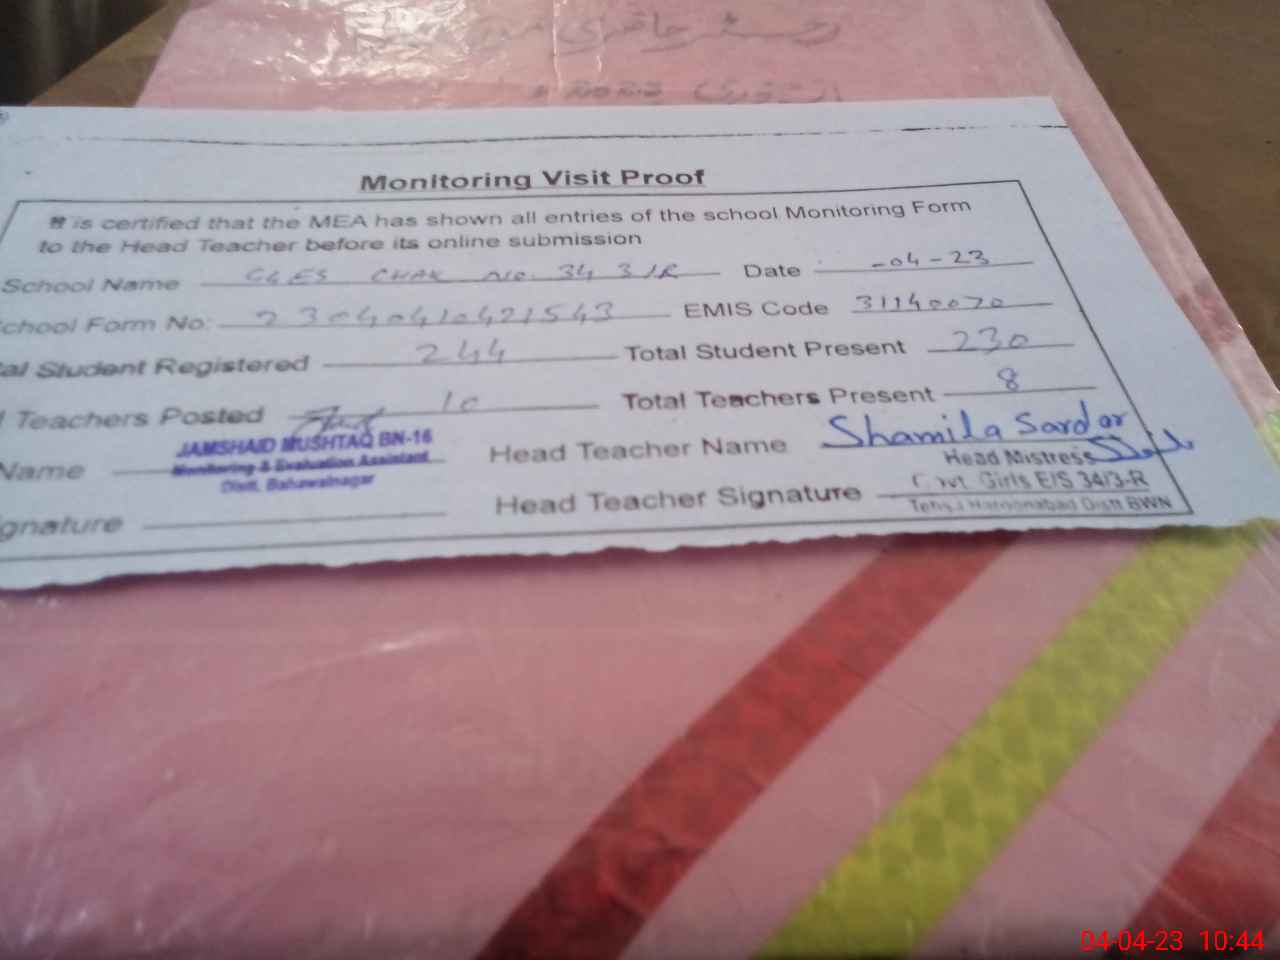 رجسٹر حاضری
Monitoring Visit Proof
It is certified that the MEA has shown all entries of the school Monitoring Form
to the Head Teacher before its online submission
School Name GGES CHAK No. 34 3/R Date -04-23
chool Form No: 23040410421543 EMIS Code 31140070
al Student Registered 244 Total Student Present 230
l Teachers Posted 10 Total Teachers Present 8
Name JAMSHAID MUSHTAQ BN-16 Head Teacher Name Shamila Sardar
Monitoring & Evaluation Assistant
Distt. Bahawalnagar
Head Mistress
gnature Head Teacher Signature Govt. Girls E/S 34/3-R
Tehsil Haroonabad Distt BWN
04-04-23 10:44